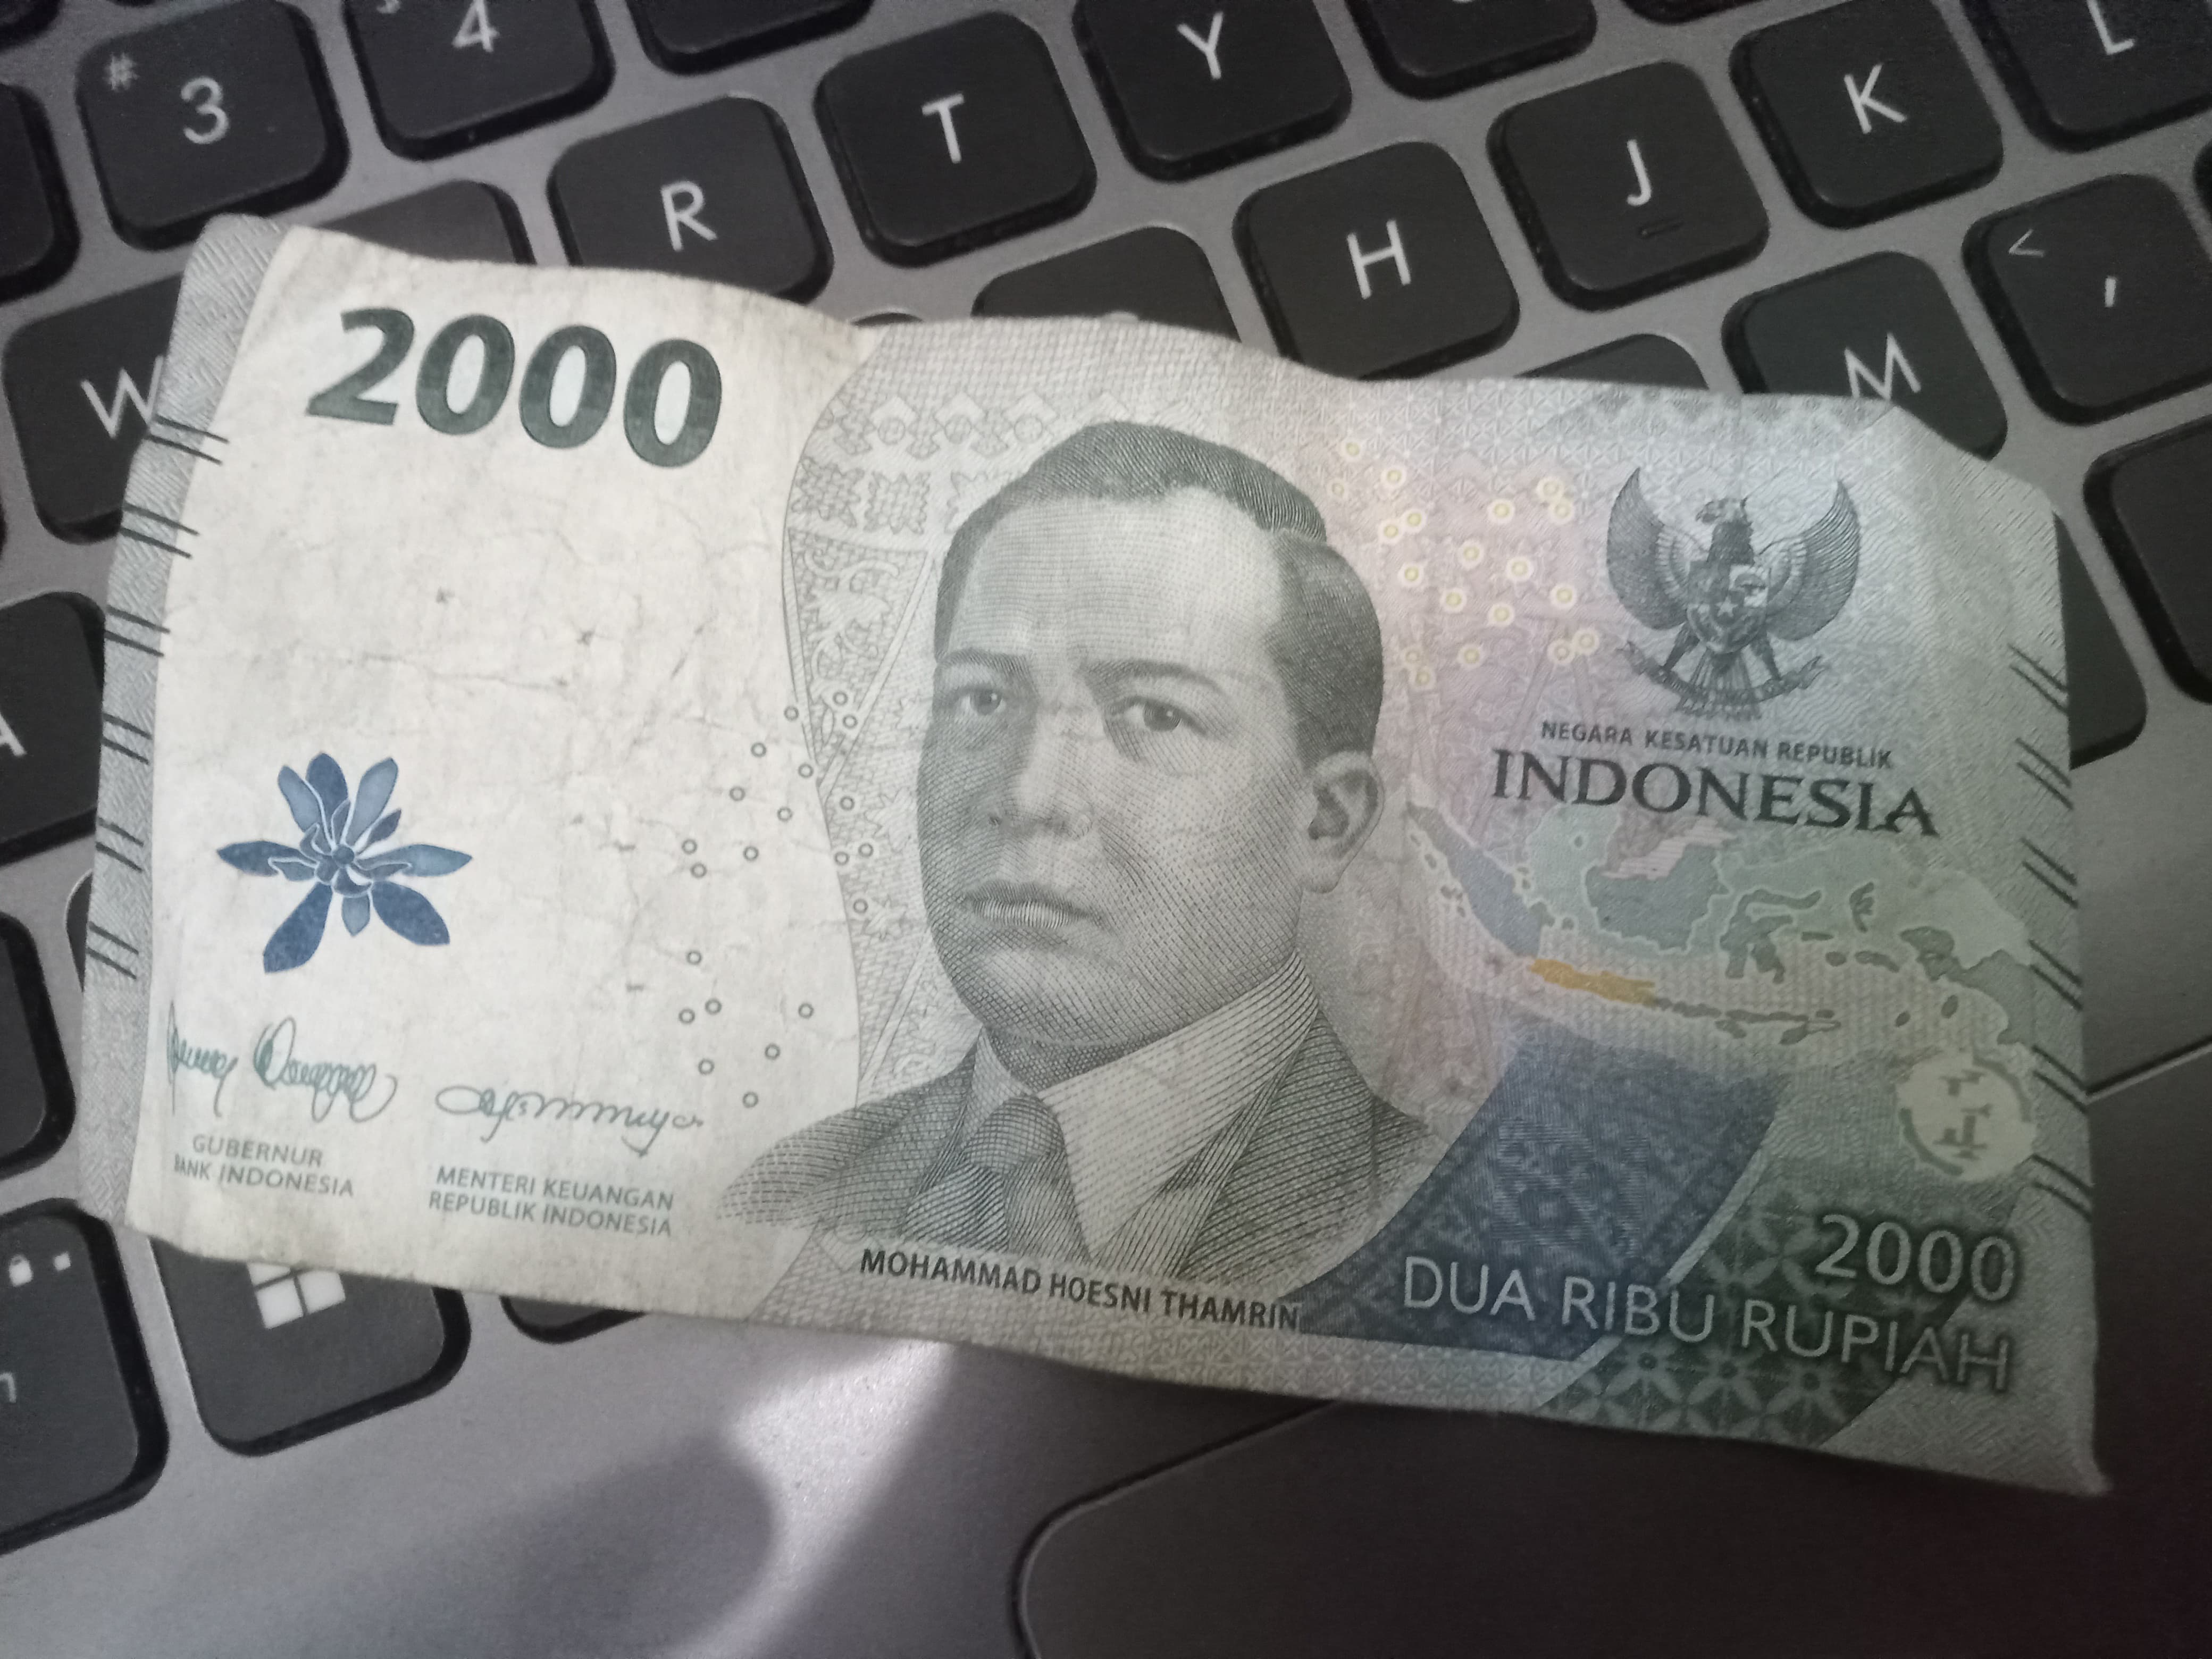 # 3 $ 4
R T Y
H J K L
W M < ,
A
2000
NEGARA KESATUAN REPUBLIK
INDONESIA
GUBERNUR
BANK INDONESIA
MENTERI KEUANGAN
REPUBLIK INDONESIA
MOHAMMAD HOESNI THAMRIN
2000
DUA RIBU RUPIAH